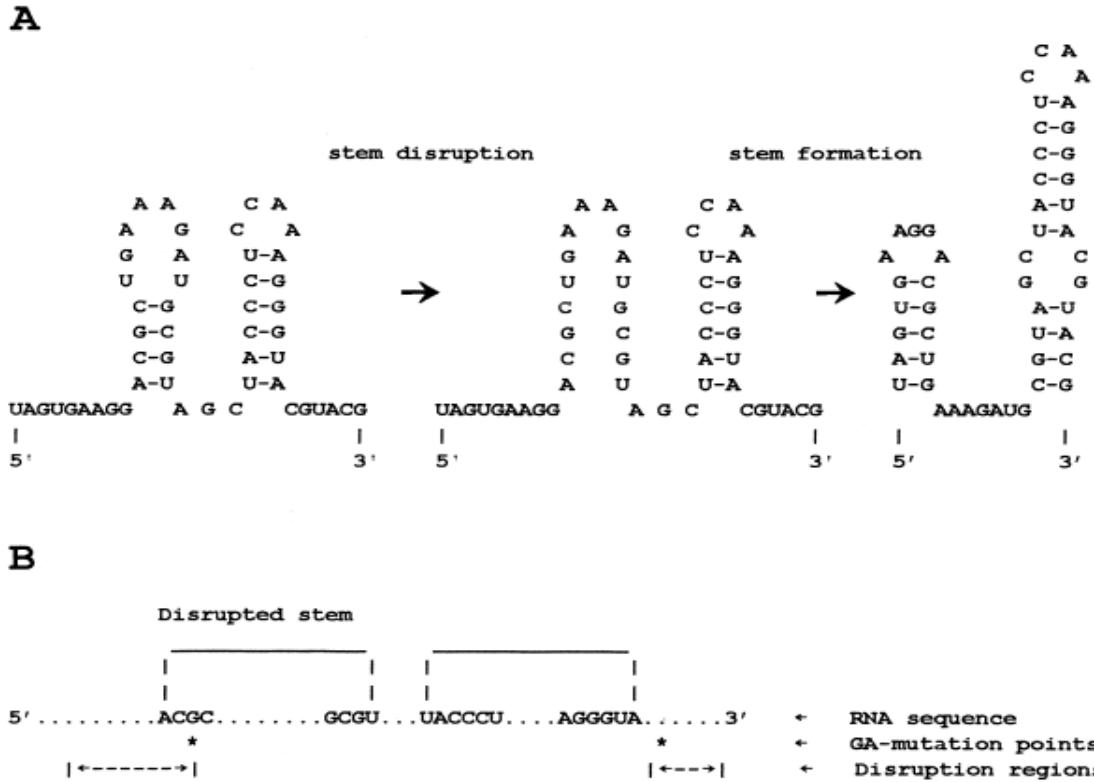 A
C A
C A
U-A
C-G
stem disruption stem formation C-G
C-G
A A C A A A C A A-U
A G C A A G C A AGG U A
G A U-A G A U-A A A C C
U U C-G U U C-G G-C G G
C-G C-G C G C-G U-G A-U
G-C C-G G C C-G G-C U-A
C-G A-U C G A-U A-U G-C
A-U U-A A U U-A U-G C-G
UAGUGAAGG A G C CGUACG UAGUGAAGG A G C CGUACG AAAGAUG
| | | | | |
5' 3' 5' 3' 5' 3'
B
Disrupted stem
5'.........ACGC........GCGU...UACCCU....AGGGUA......3' ← RNA sequence
* * ← GA-mutation points
|←------→| |←--→| ← Disruption regions